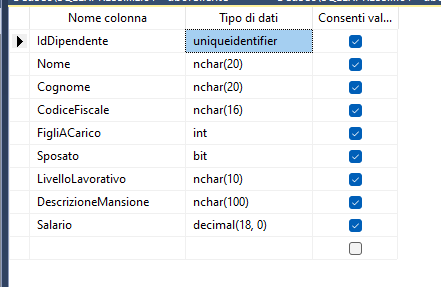 Nome colonna Tipo di dati Consenti val...
IdDipendente uniqueidentifier
Nome nchar(20)
Cognome nchar(20)
CodiceFiscale nchar(16)
FigliACarico int
Sposato bit
LivelloLavorativo nchar(10)
DescrizioneMansione nchar(100)
Salario decimal(18, 0)